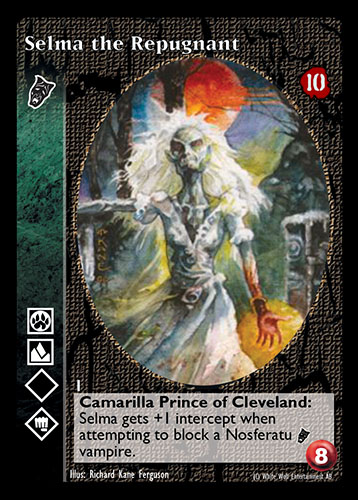 Selma the Repugnant
10
1
Camarilla Prince of Cleveland:
Selma gets +1 intercept when
attempting to block a Nosferatu
vampire.
8
Illus: Richard Kane Ferguson